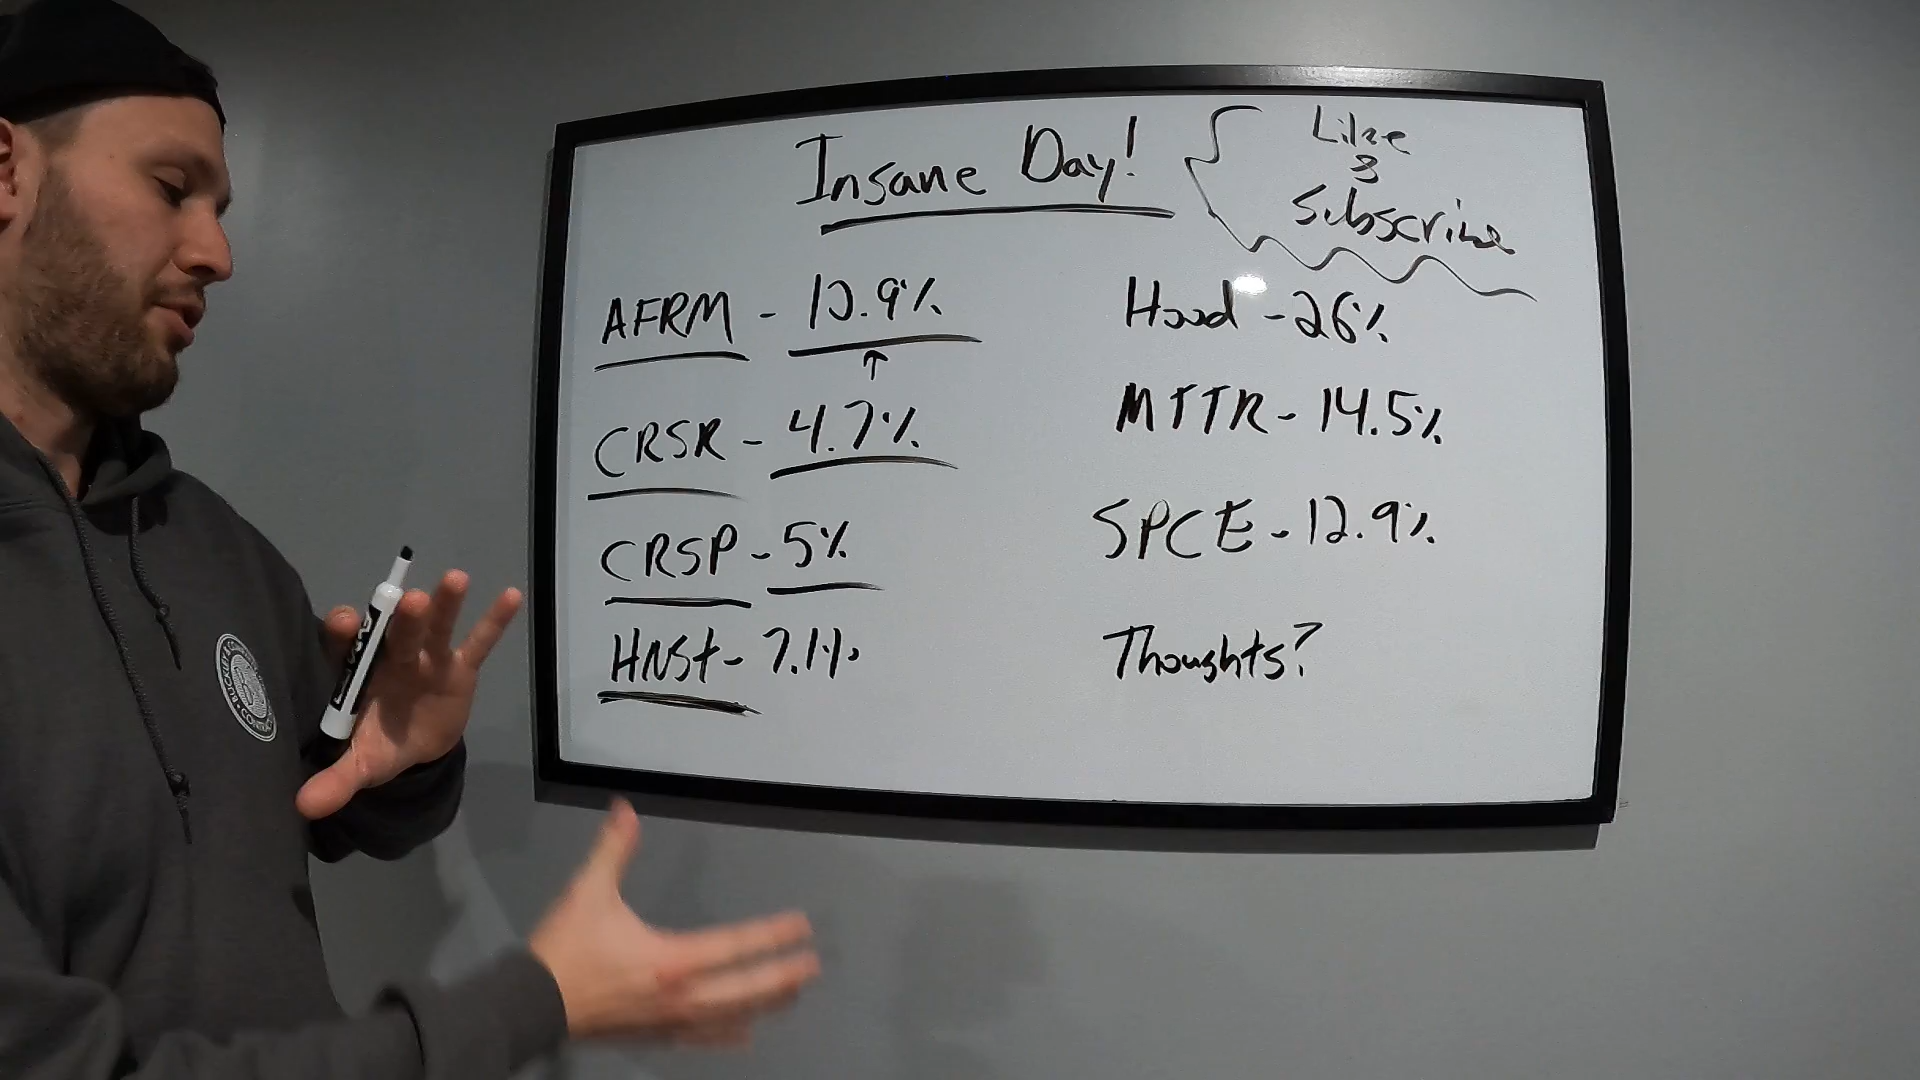 Insane Day!
Like
&
Subscribe
AFRM - 12.9%
↑
CRSR - 4.7%
CRSP - 5%
HNSt - 7.1%
Hood - 26%
MTTR - 14.5%
SPCE - 12.9%
Thoughts?